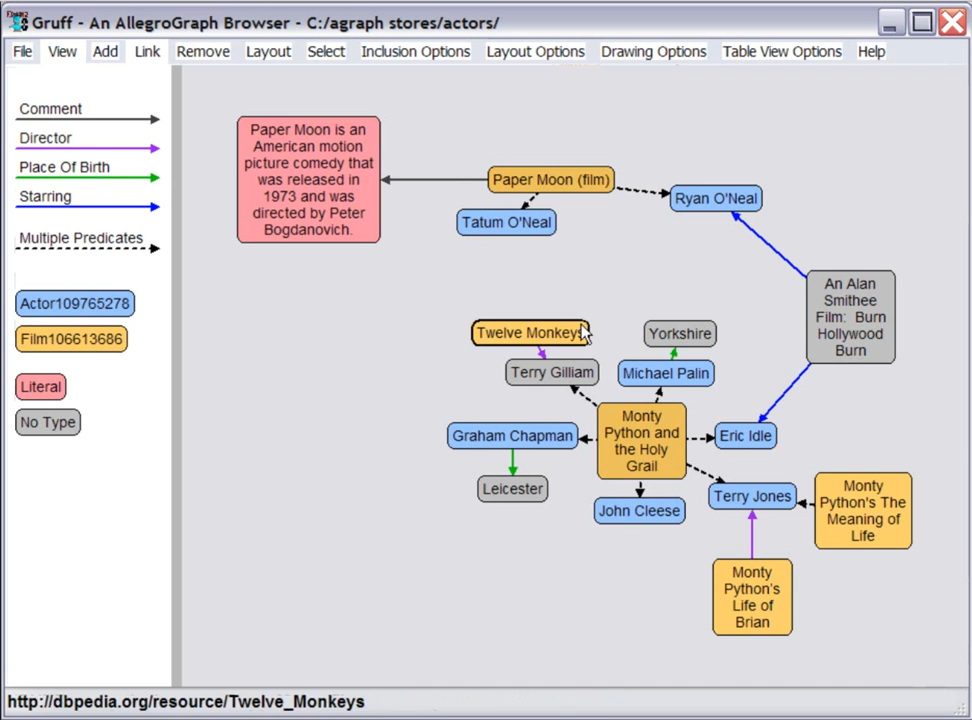 Gruff - An AllegroGraph Browser - C:/agraph stores/actors/
File View Add Link Remove Layout Select Inclusion Options Layout Options Drawing Options Table View Options Help
Comment
Director
Place Of Birth
Starring
Multiple Predicates
Actor109765278
Film106613686
Literal
No Type
Paper Moon is an
American motion
picture comedy that
was released in
1973 and was
directed by Peter
Bogdanovich.
Paper Moon (film)
Ryan O'Neal
Tatum O'Neal
An Alan
Smithee
Film: Burn
Hollywood
Burn
Twelve Monkeys
Yorkshire
Terry Gilliam
Michael Palin
Monty
Python and
the Holy
Grail
Graham Chapman
Eric Idle
Leicester
John Cleese
Terry Jones
Monty
Python's The
Meaning of
Life
Monty
Python's
Life of
Brian
http://dbpedia.org/resource/Twelve_Monkeys